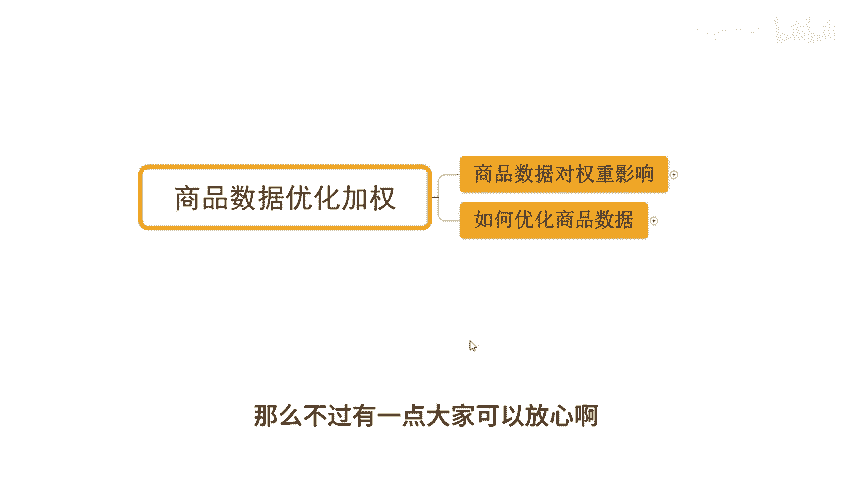 商品数据优化加权
商品数据对权重影响
如何优化商品数据
那么不过有一点大家可以放心啊